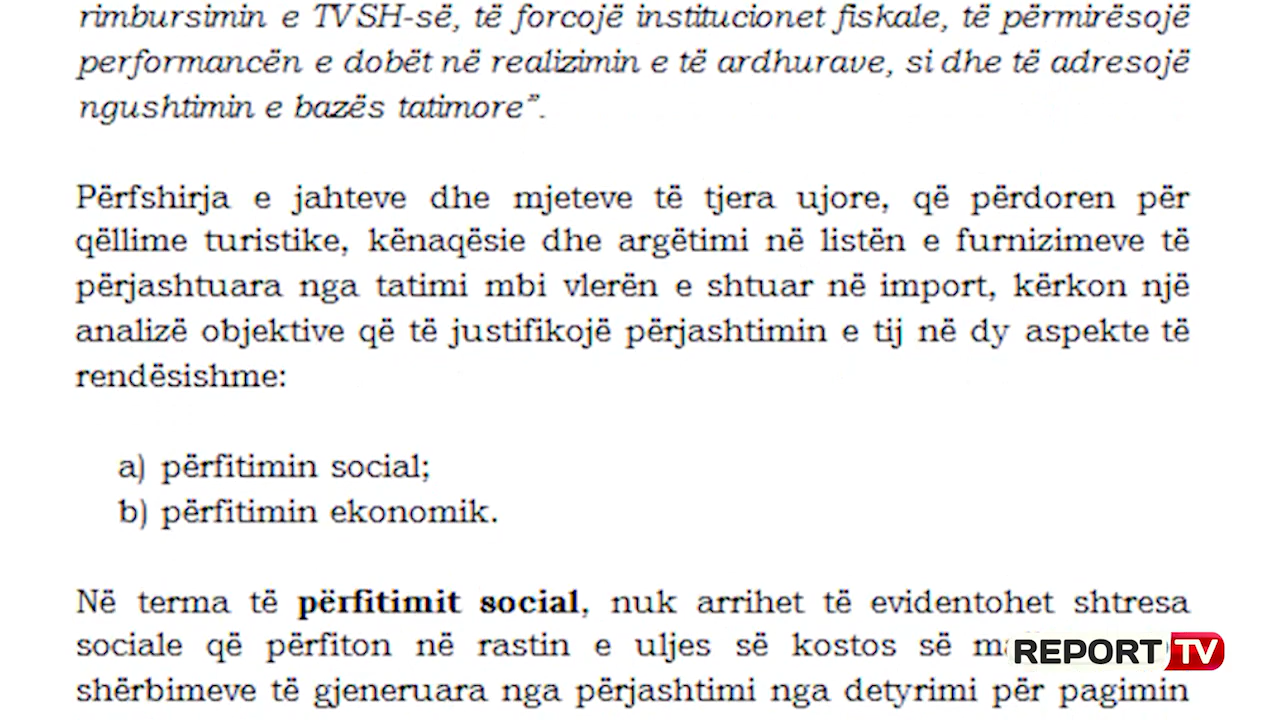 rimbursimin e TVSH-së, të forcojë institucionet fiskale, të përmirësojë
performancën e dobët në realizimin e të ardhurave, si dhe të adresojë
ngushtimin e bazës tatimore”.
Përfshirja e jahteve dhe mjeteve të tjera ujore, që përdoren për
qëllime turistike, kënaqësie dhe argëtimi në listën e furnizimeve të
përjashtuara nga tatimi mbi vlerën e shtuar në import, kërkon një
analizë objektive që të justifikojë përjashtimin e tij në dy aspekte të
rendësishme:
a) përfitimin social;
b) përfitimin ekonomik.
Në terma të përfitimit social, nuk arrihet të evidentohet shtresa
sociale që përfiton në rastin e uljes së kostos së
REPORT TV
shërbimeve të gjeneruara nga përjashtimi nga detyrimi për pagimin